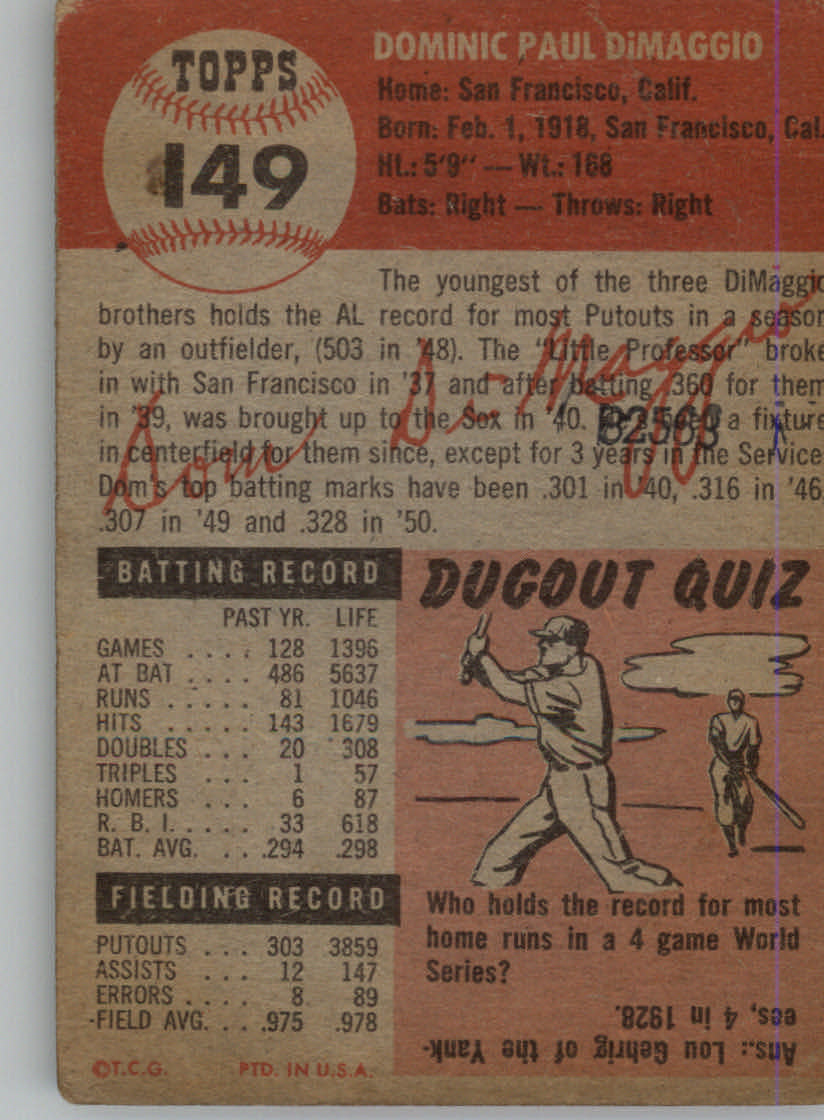 TOPPS
149
DOMINIC PAUL DiMAGGIO
Home: San Francisco, Calif.
Born: Feb. 1, 1918, San Francisco, Cal.
Ht.: 5'9" — Wt.: 168
Bats: Right — Throws: Right
The youngest of the three DiMaggio
brothers holds the AL record for most Putouts in a season
by an outfielder, (503 in '48). The "Little Professor" broke
in with San Francisco in '37 and after batting .360 for them
in '39, was brought up to the Sox in '40. He's been a fixture
in centerfield for them since, except for 3 years in the Service.
Dom's top batting marks have been .301 in '40, .316 in '46,
.307 in '49 and .328 in '50.
Dom DiMaggio
B2563
BATTING RECORD
PAST YR. LIFE
GAMES .... 128 1396
AT BAT .... 486 5637
RUNS ..... 81 1046
HITS ..... 143 1679
DOUBLES ... 20 308
TRIPLES ... 1 57
HOMERS ... 6 87
R. B. I. .... 33 618
BAT. AVG. ... .294 .298
FIELDING RECORD
PUTOUTS ... 303 3859
ASSISTS ... 12 147
ERRORS .... 8 89
FIELD AVG. ... .975 .978
©T.C.G. PTD. IN U.S.A.
DUGOUT QUIZ
Who holds the record for most
home runs in a 4 game World
Series?
Ans.: Lou Gehrig of the Yank-
ees, 4 in 1928.